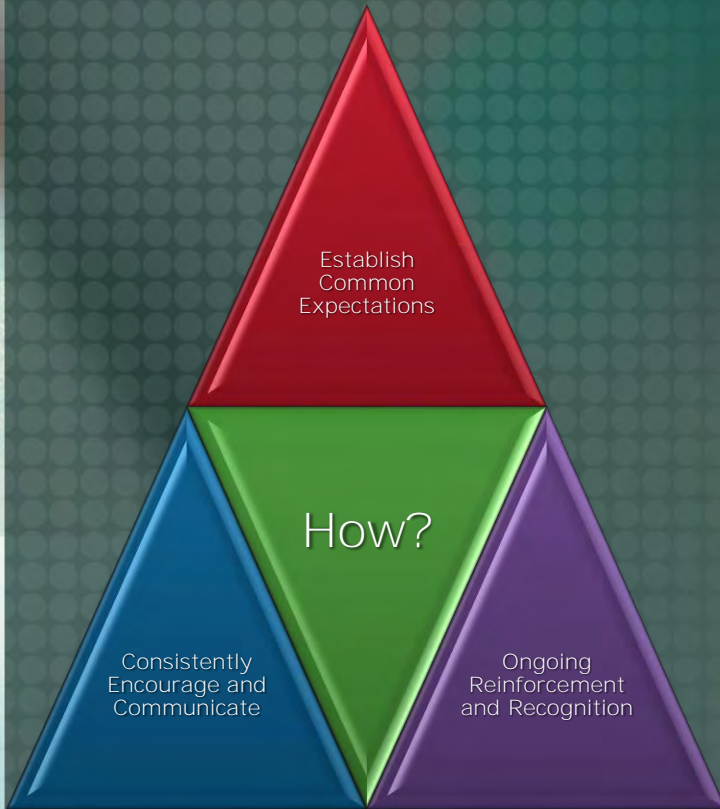 Establish
Common
Expectations
How?
Consistently
Encourage and
Communicate
Ongoing
Reinforcement
and Recognition